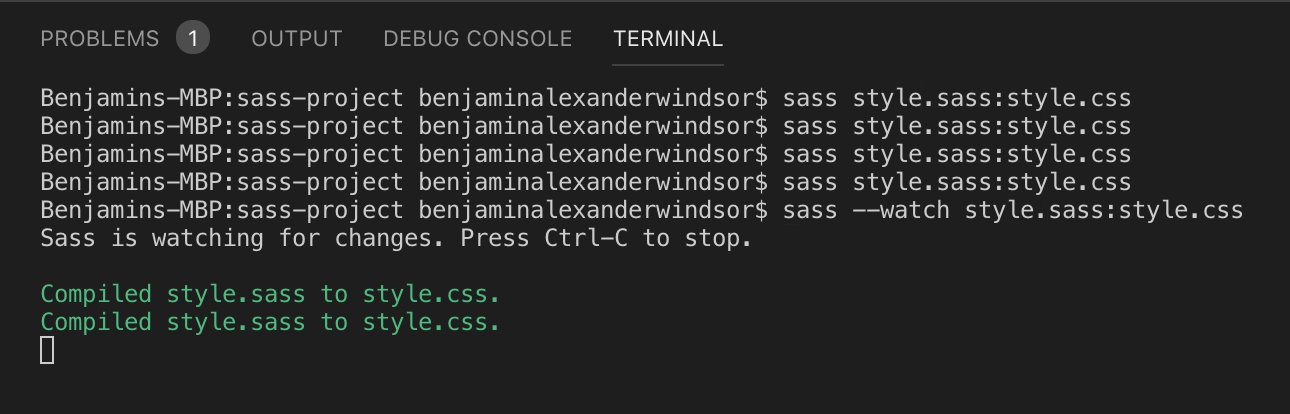 PROBLEMS 1 OUTPUT DEBUG CONSOLE TERMINAL
Benjamins-MBP:sass-project benjaminalexanderwindsor$ sass style.sass:style.css
Benjamins-MBP:sass-project benjaminalexanderwindsor$ sass style.sass:style.css
Benjamins-MBP:sass-project benjaminalexanderwindsor$ sass style.sass:style.css
Benjamins-MBP:sass-project benjaminalexanderwindsor$ sass style.sass:style.css
Benjamins-MBP:sass-project benjaminalexanderwindsor$ sass --watch style.sass:style.css
Sass is watching for changes. Press Ctrl-C to stop.
Compiled style.sass to style.css.
Compiled style.sass to style.css.